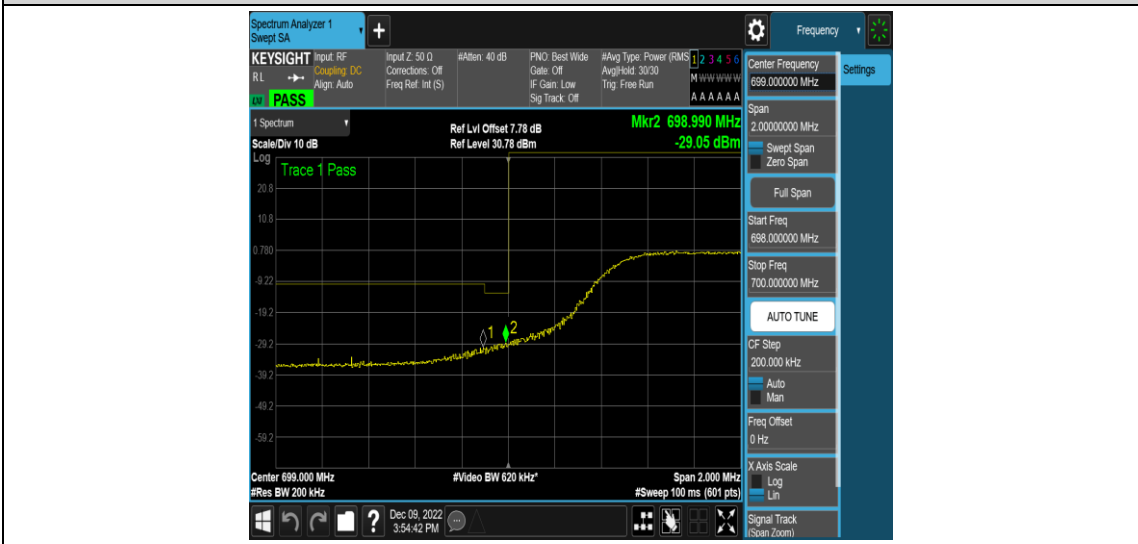 Spectrum Analyzer 1
Swept SA
+
Frequency
KEYSIGHT
RL
PASS
Input: RF
Coupling: DC
Align: Auto
Input Z: 50 Ω
Corrections: Off
Freq Ref: Int (S)
#Atten: 40 dB
PNO: Best Wide
Gate: Off
IF Gain: Low
Sig Track: Off
#Avg Type: Power (RMS
Avg|Hold: 30/30
Trig: Free Run
1 2 3 4 5 6
M W W W W W
A A A A A A
1 Spectrum
Scale/Div 10 dB
Ref Lvl Offset 7.78 dB
Ref Level 30.78 dBm
Mkr2 698.990 MHz
-29.05 dBm
Log
Trace 1 Pass
20.8
10.8
0.780
-9.22
-19.2
-29.2
-39.2
-49.2
-59.2
1
2
Center 699.000 MHz
#Res BW 200 kHz
#Video BW 620 kHz*
Span 2.000 MHz
#Sweep 100 ms (601 pts)
Dec 09, 2022
3:54:42 PM
?
Center Frequency
699.000000 MHz
Settings
Span
2.00000000 MHz
Swept Span
Zero Span
Full Span
Start Freq
698.000000 MHz
Stop Freq
700.000000 MHz
AUTO TUNE
CF Step
200.000 kHz
Auto
Man
Freq Offset
0 Hz
X Axis Scale
Log
Lin
Signal Track
(Span Zoom)